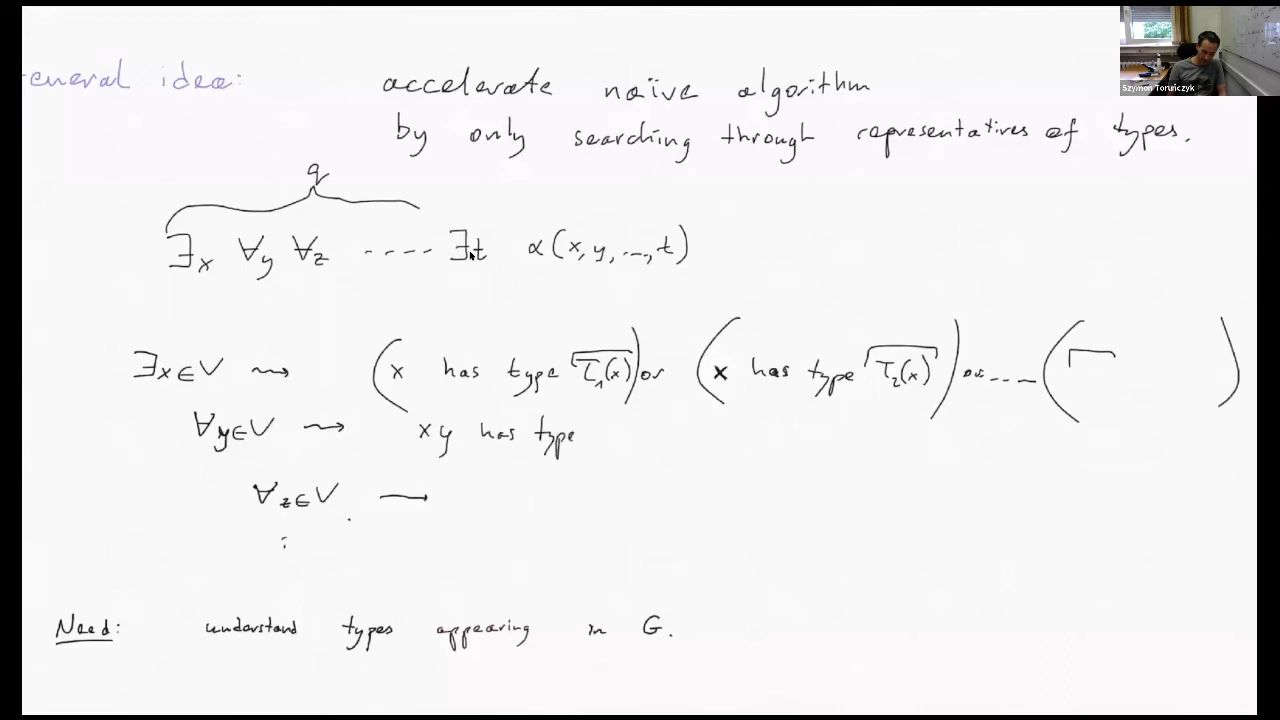 eneral idea: accelerate naïve algorithm
by only searching through representatives of types.
q
∃x ∀y ∀z ----- ∃t α(x, y, ..., t)
∃x∈V ⇝ (x has type τ₁(x)) or (x has type τ₂(x)) or ---- ( )
∀y∈V ⇝ xy has type
∀z∈V. ⟶
:
Need: understand types appearing in G.
Szymon Toruńczyk